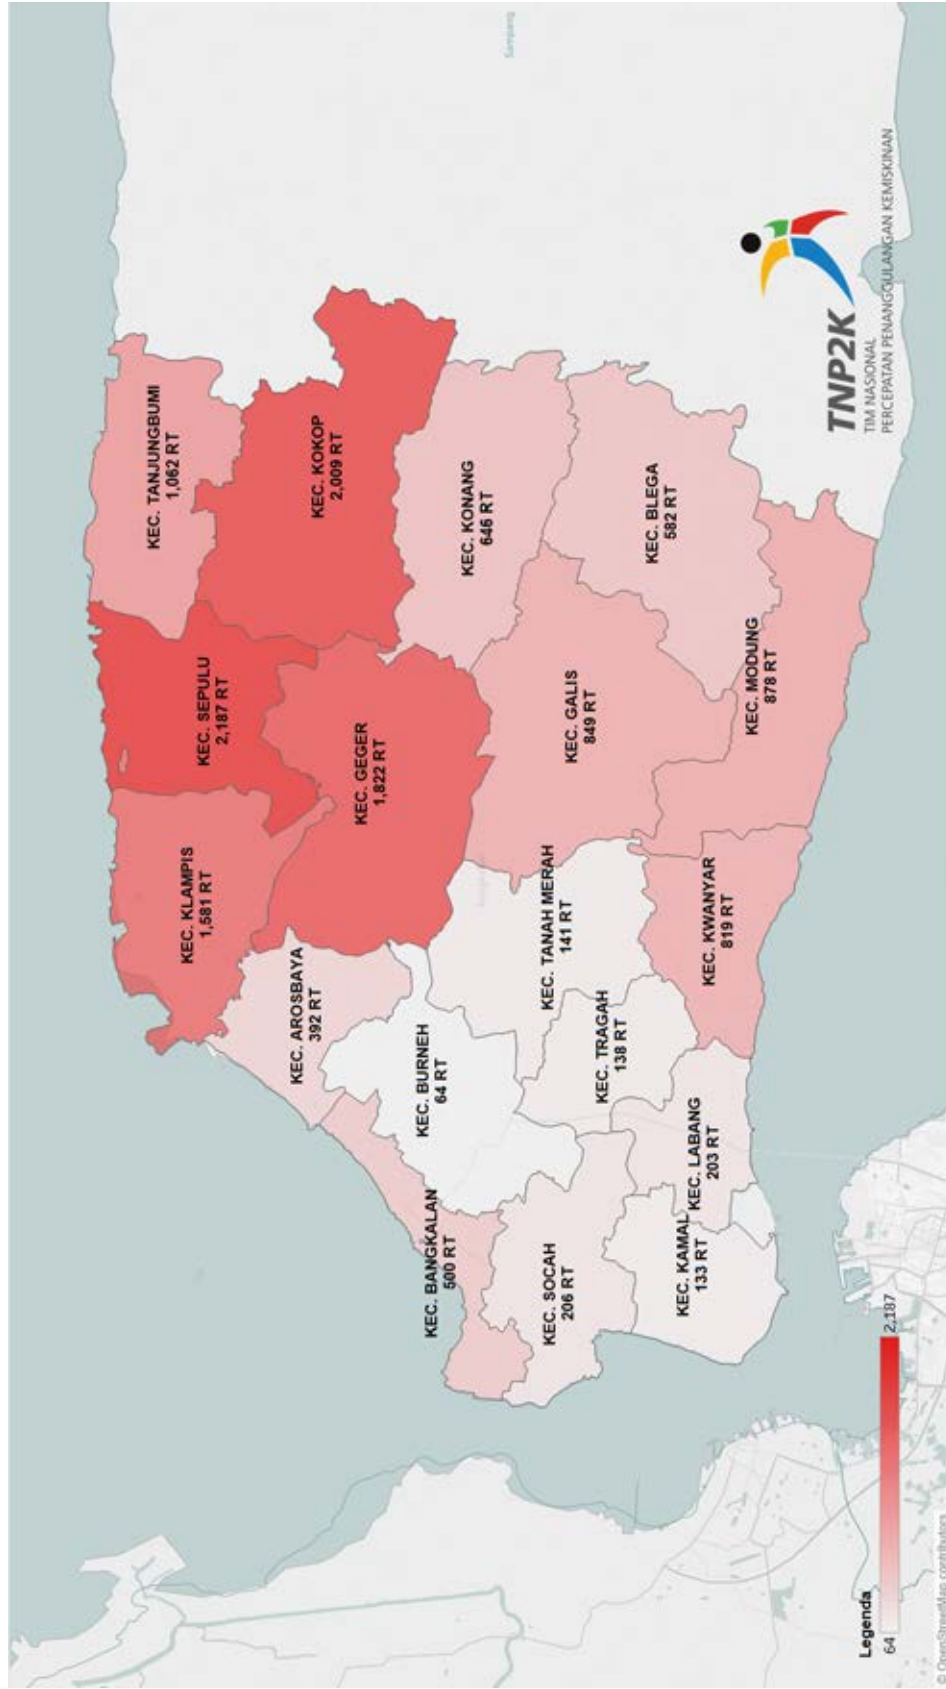 Sampang
KEC. TANJUNGBUMI
1,062 RT
KEC. SEPULU
2,187 RT
KEC. KLAMPIS
1,581 RT
KEC. KOKOP
2,009 RT
KEC. GEGER
1,822 RT
KEC. AROSBAYA
392 RT
KEC. KONANG
646 RT
KEC. BURNEH
64 RT
KEC. BANGKALAN
500 RT
KEC. GALIS
849 RT
KEC. TANAH MERAH
141 RT
KEC. SOCAH
206 RT
KEC. BLEGA
582 RT
KEC. TRAGAH
138 RT
KEC. MODUNG
878 RT
KEC. KWANYAR
819 RT
KEC. LABANG
203 RT
KEC. KAMAL
133 RT
TNP2K
TIM NASIONAL
PERCEPATAN PENANGGULANGAN KEMISKINAN
Legenda
64 2,187
© OpenStreetMap contributors